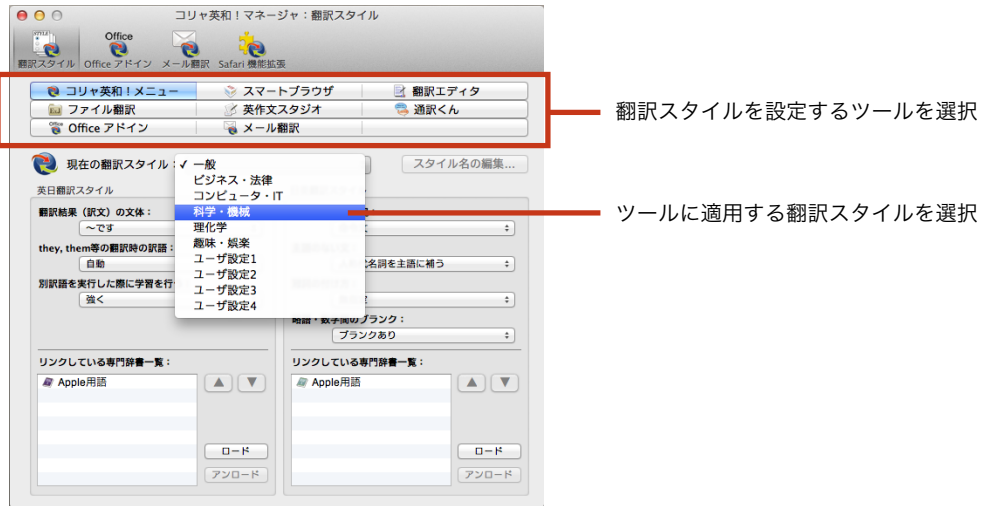 コリャ英和！マネージャ：翻訳スタイル
Office
翻訳スタイル Office アドイン メール翻訳 Safari 機能拡張
コリャ英和！メニュー スマートブラウザ 翻訳エディタ
ファイル翻訳 英作文スタジオ 通訳くん
Office アドイン メール翻訳
翻訳スタイルを設定するツールを選択
現在の翻訳スタイル：✓ 一般 スタイル名の編集...
ビジネス・法律
英日翻訳スタイル
コンピュータ・IT
翻訳結果（訳文）の文体： 科学・機械
ツールに適用する翻訳スタイルを選択
～です 理化学
they, them等の翻訳時の訳語： 趣味・娯楽
自動 ユーザ設定1 名詞を主語に補う
別訳語を実行した際に学習を行 ユーザ設定2
強く ユーザ設定3
ユーザ設定4
略語・数字間のブランク：
ブランクあり
リンクしている専門辞書一覧： リンクしている専門辞書一覧：
Apple用語 ▲ ▼ Apple用語 ▲ ▼
ロード ロード
アンロード アンロード